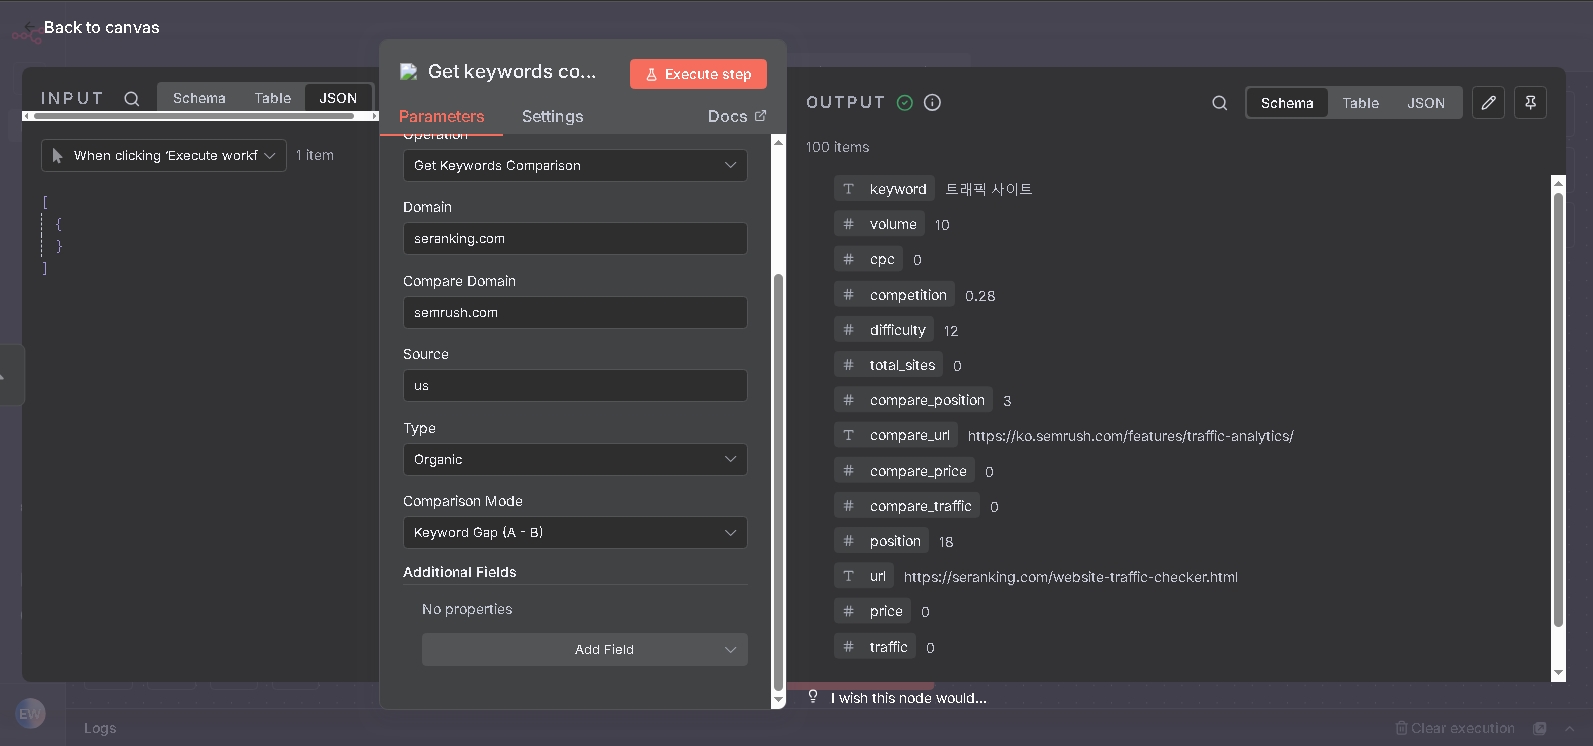 Back to canvas
INPUT
Schema Table JSON
When clicking 'Execute workf 1 item
[
{
}
]
Get keywords co...
Execute step
Parameters Settings Docs
Operation
Get Keywords Comparison
Domain
seranking.com
Compare Domain
semrush.com
Source
us
Type
Organic
Comparison Mode
Keyword Gap (A - B)
Additional Fields
No properties
Add Field
OUTPUT
Schema Table JSON
100 items
T keyword 트래픽 사이트
# volume 10
# cpc 0
# competition 0.28
# difficulty 12
# total_sites 0
# compare_position 3
T compare_url https://ko.semrush.com/features/traffic-analytics/
# compare_price 0
# compare_traffic 0
# position 18
T url https://seranking.com/website-traffic-checker.html
# price 0
# traffic 0
I wish this node would...
EW
Logs
Clear execution